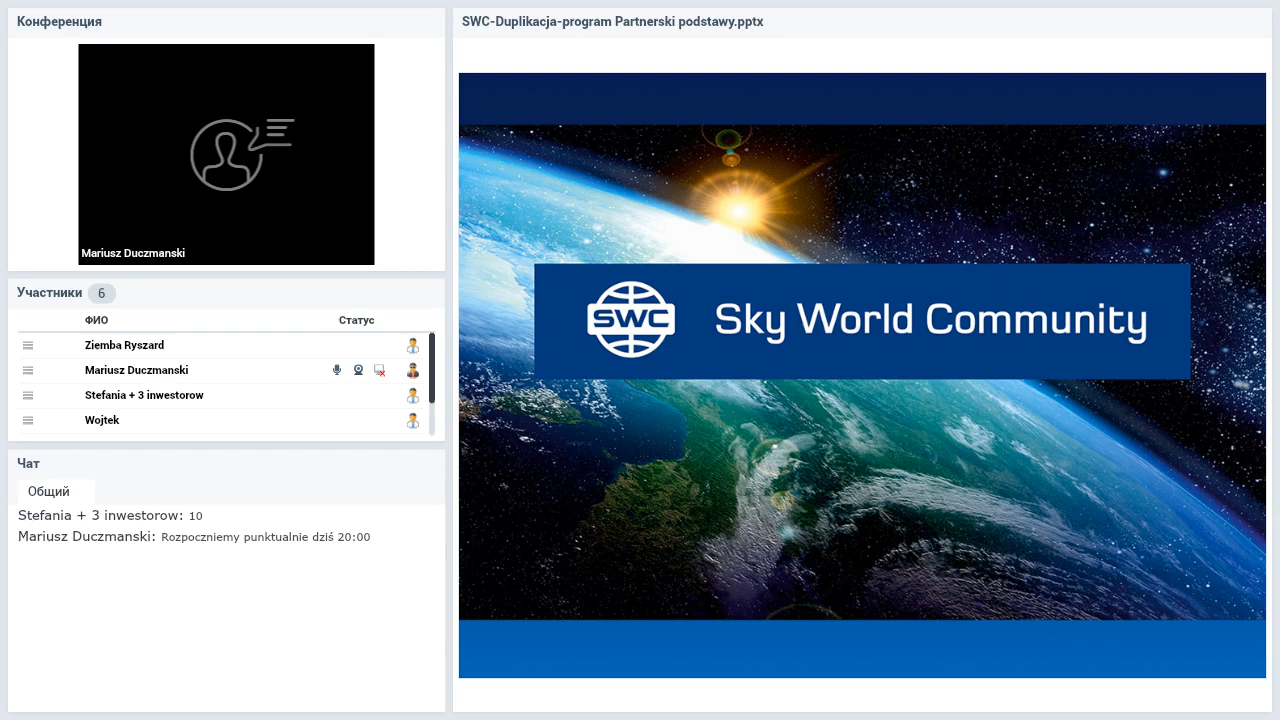 Конференция
Mariusz Duczmanski
Участники 6
ФИО Статус
Ziemba Ryszard
Mariusz Duczmanski
Stefania + 3 inwestorow
Wojtek
Чат
Общий
Stefania + 3 inwestorow: 10
Mariusz Duczmanski: Rozpoczniemy punktualnie dziś 20:00
SWC-Duplikacja-program Partnerski podstawy.pptx
SWC Sky World Community